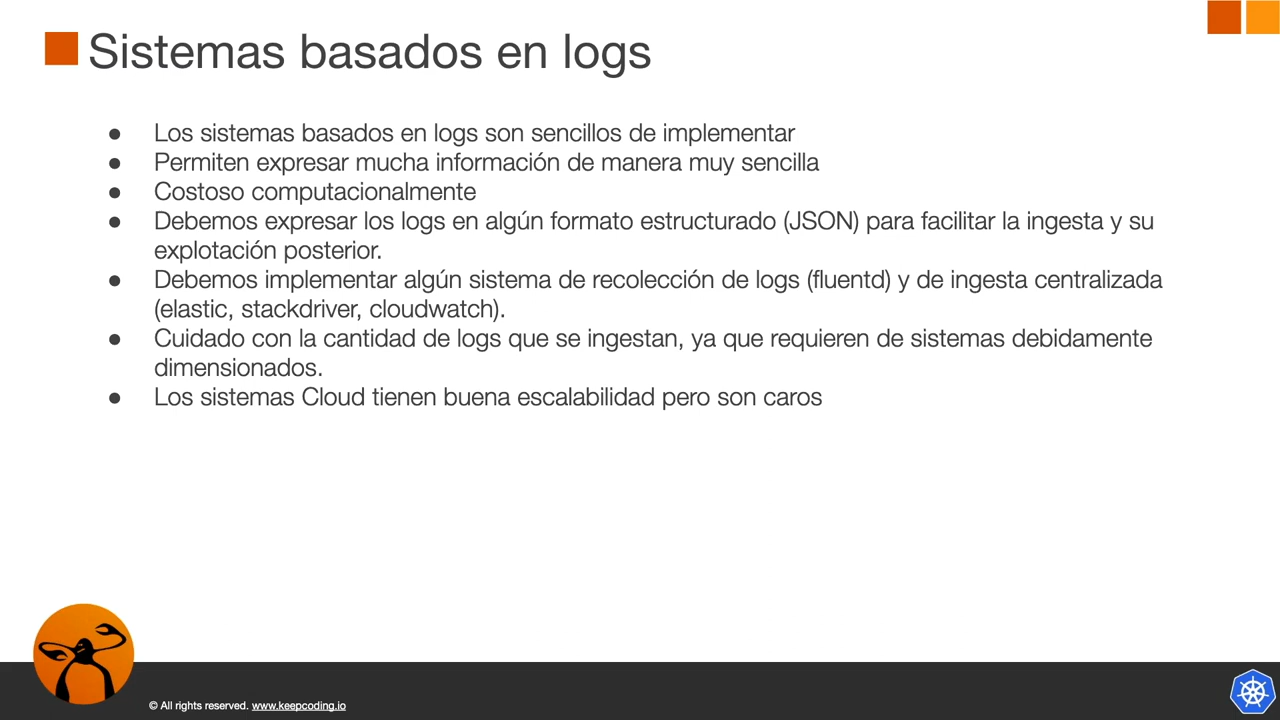 Sistemas basados en logs
● Los sistemas basados en logs son sencillos de implementar
● Permiten expresar mucha información de manera muy sencilla
● Costoso computacionalmente
● Debemos expresar los logs en algún formato estructurado (JSON) para facilitar la ingesta y su
explotación posterior.
● Debemos implementar algún sistema de recolección de logs (fluentd) y de ingesta centralizada
(elastic, stackdriver, cloudwatch).
● Cuidado con la cantidad de logs que se ingestan, ya que requieren de sistemas debidamente
dimensionados.
● Los sistemas Cloud tienen buena escalabilidad pero son caros
© All rights reserved. www.keepcoding.io